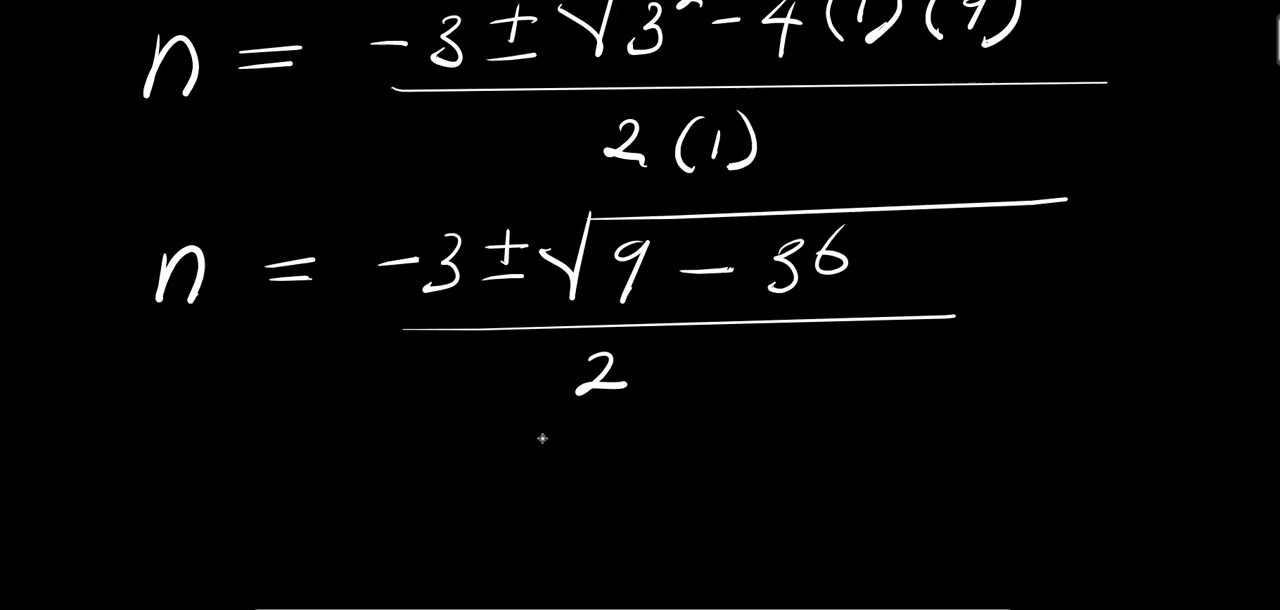 n = -3 ± √3² - 4 (1) (9)
2 (1)
n = -3 ± √9 - 36
2